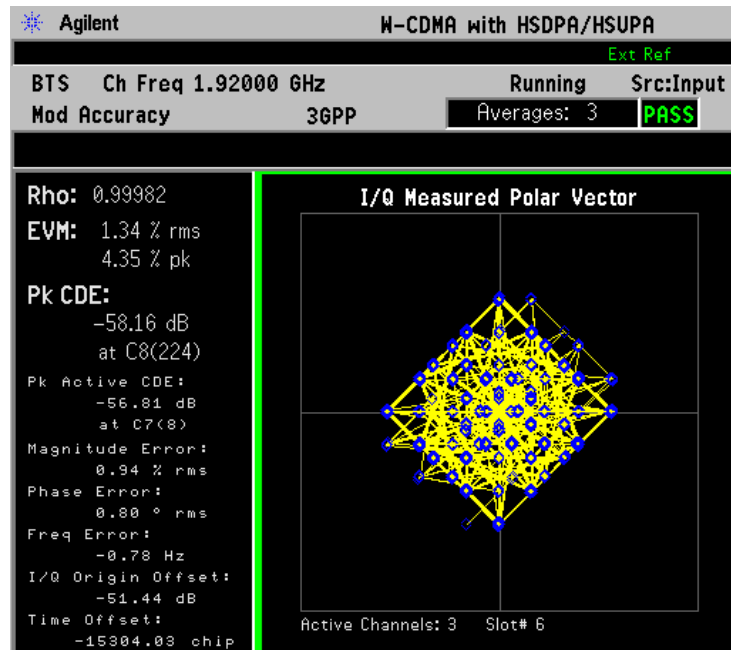 Agilent W-CDMA with HSDPA/HSUPA
Ext Ref
BTS Ch Freq 1.92000 GHz Running Src:Input
Mod Accuracy 3GPP Averages: 3 PASS
Rho: 0.99982
EVM: 1.34 % rms
4.35 % pk
Pk CDE:
-58.16 dB
at C8(224)
Pk Active CDE:
-56.81 dB
at C7(8)
Magnitude Error:
0.94 % rms
Phase Error:
0.80 ° rms
Freq Error:
-0.78 Hz
I/Q Origin Offset:
-51.44 dB
Time Offset:
-15304.03 chip
I/Q Measured Polar Vector
Active Channels: 3 Slot# 6